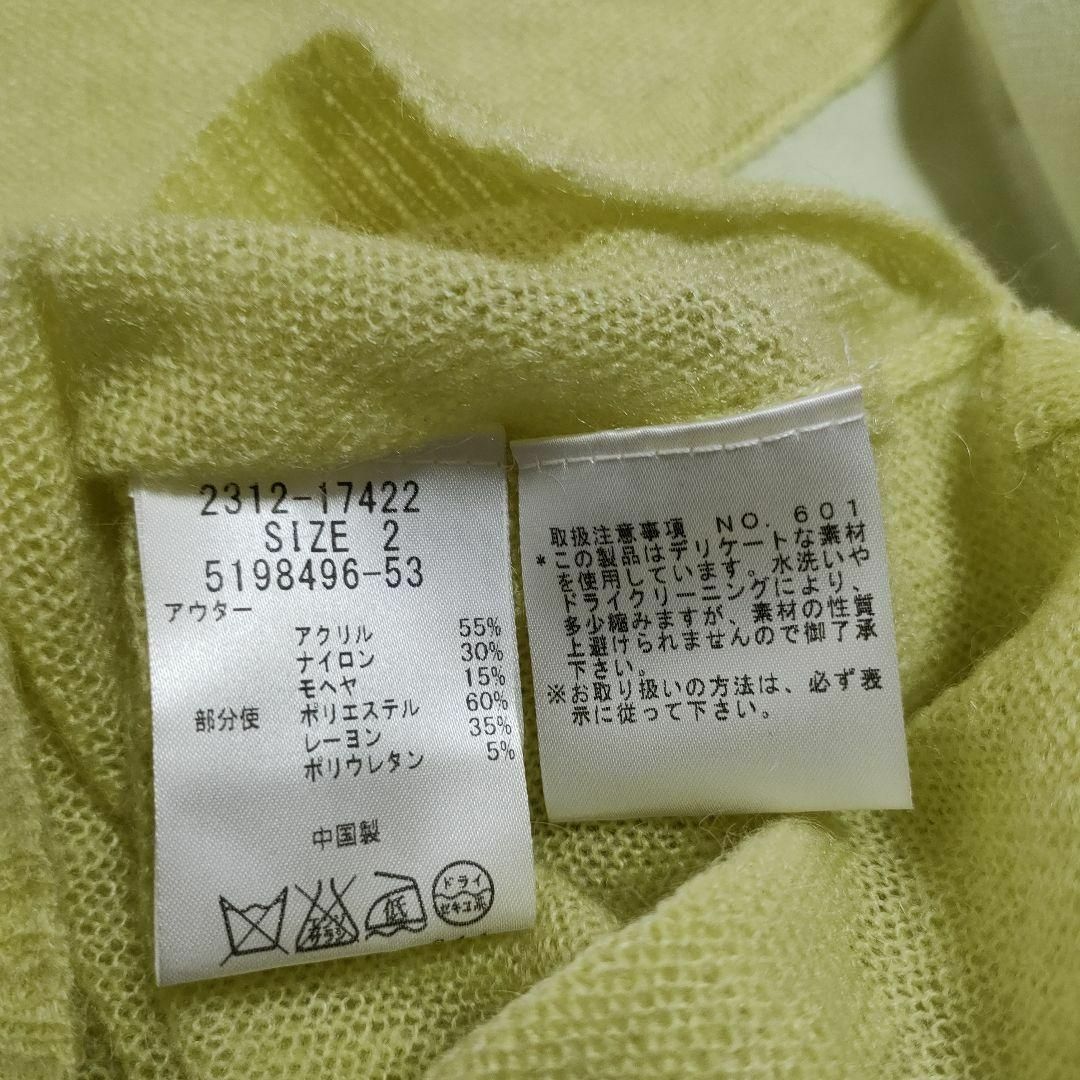 2312-17422
SIZE 2
5198496-53
アウター
アクリル 55%
ナイロン 30%
モヘヤ 15%
部分使 ポリエステル 60%
レーヨン 35%
ポリウレタン 5%
中国製
エンソ
サラシ
低
ドライ
セキユ系
取扱注意事項 NO. 601
*この製品はデリケートな素材
を使用しています。水洗いや
ドライクリーニングにより、
多少縮みますが、素材の性質
上避けられませんので御了承
下さい。
※お取り扱いの方法は、必ず表
示に従って下さい。